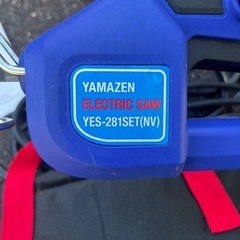 YAMAZEN
ELECTRIC SAW
YES-281SET(NV)